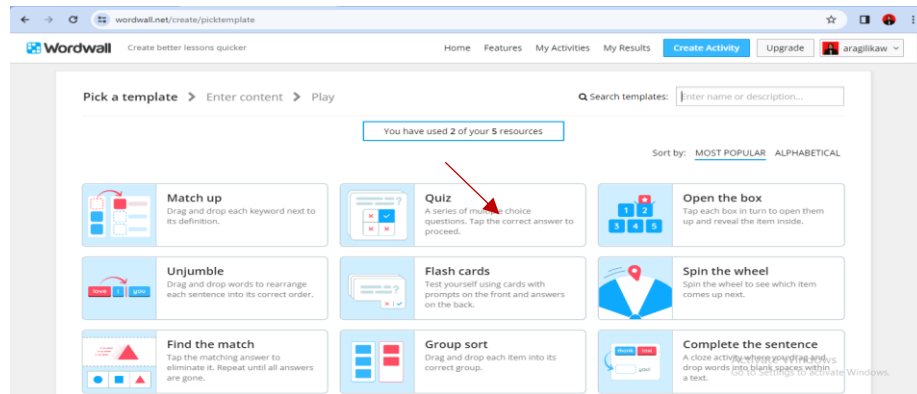 wordwall.net/create/picktemplate
Wordwall Create better lessons quicker Home Features My Activities My Results Create Activity Upgrade aragilikaw
Pick a template > Enter content > Play Search templates: Enter name or description...
You have used 2 of your 5 resources
Sort by: MOST POPULAR ALPHABETICAL
Match up
Drag and drop each keyword next to
its definition.
Quiz
A series of multiple choice
questions. Tap the correct answer to
proceed.
Open the box
Tap each box in turn to open them
up and reveal the item inside.
1 2
3 4 5
Unjumble
Drag and drop words to rearrange
each sentence into its correct order.
love I you
Flash cards
Test yourself using cards with
prompts on the front and answers
on the back.
Spin the wheel
Spin the wheel to see which item
comes up next.
Find the match
Tap the matching answer to
eliminate it. Repeat until all answers
are gone.
Group sort
Drag and drop each item into its
correct group.
Complete the sentence
A cloze activity where you drag and
drop words into blank spaces within
a text.
thank
you!
Activate Windows
Go to Settings to activate Windows.